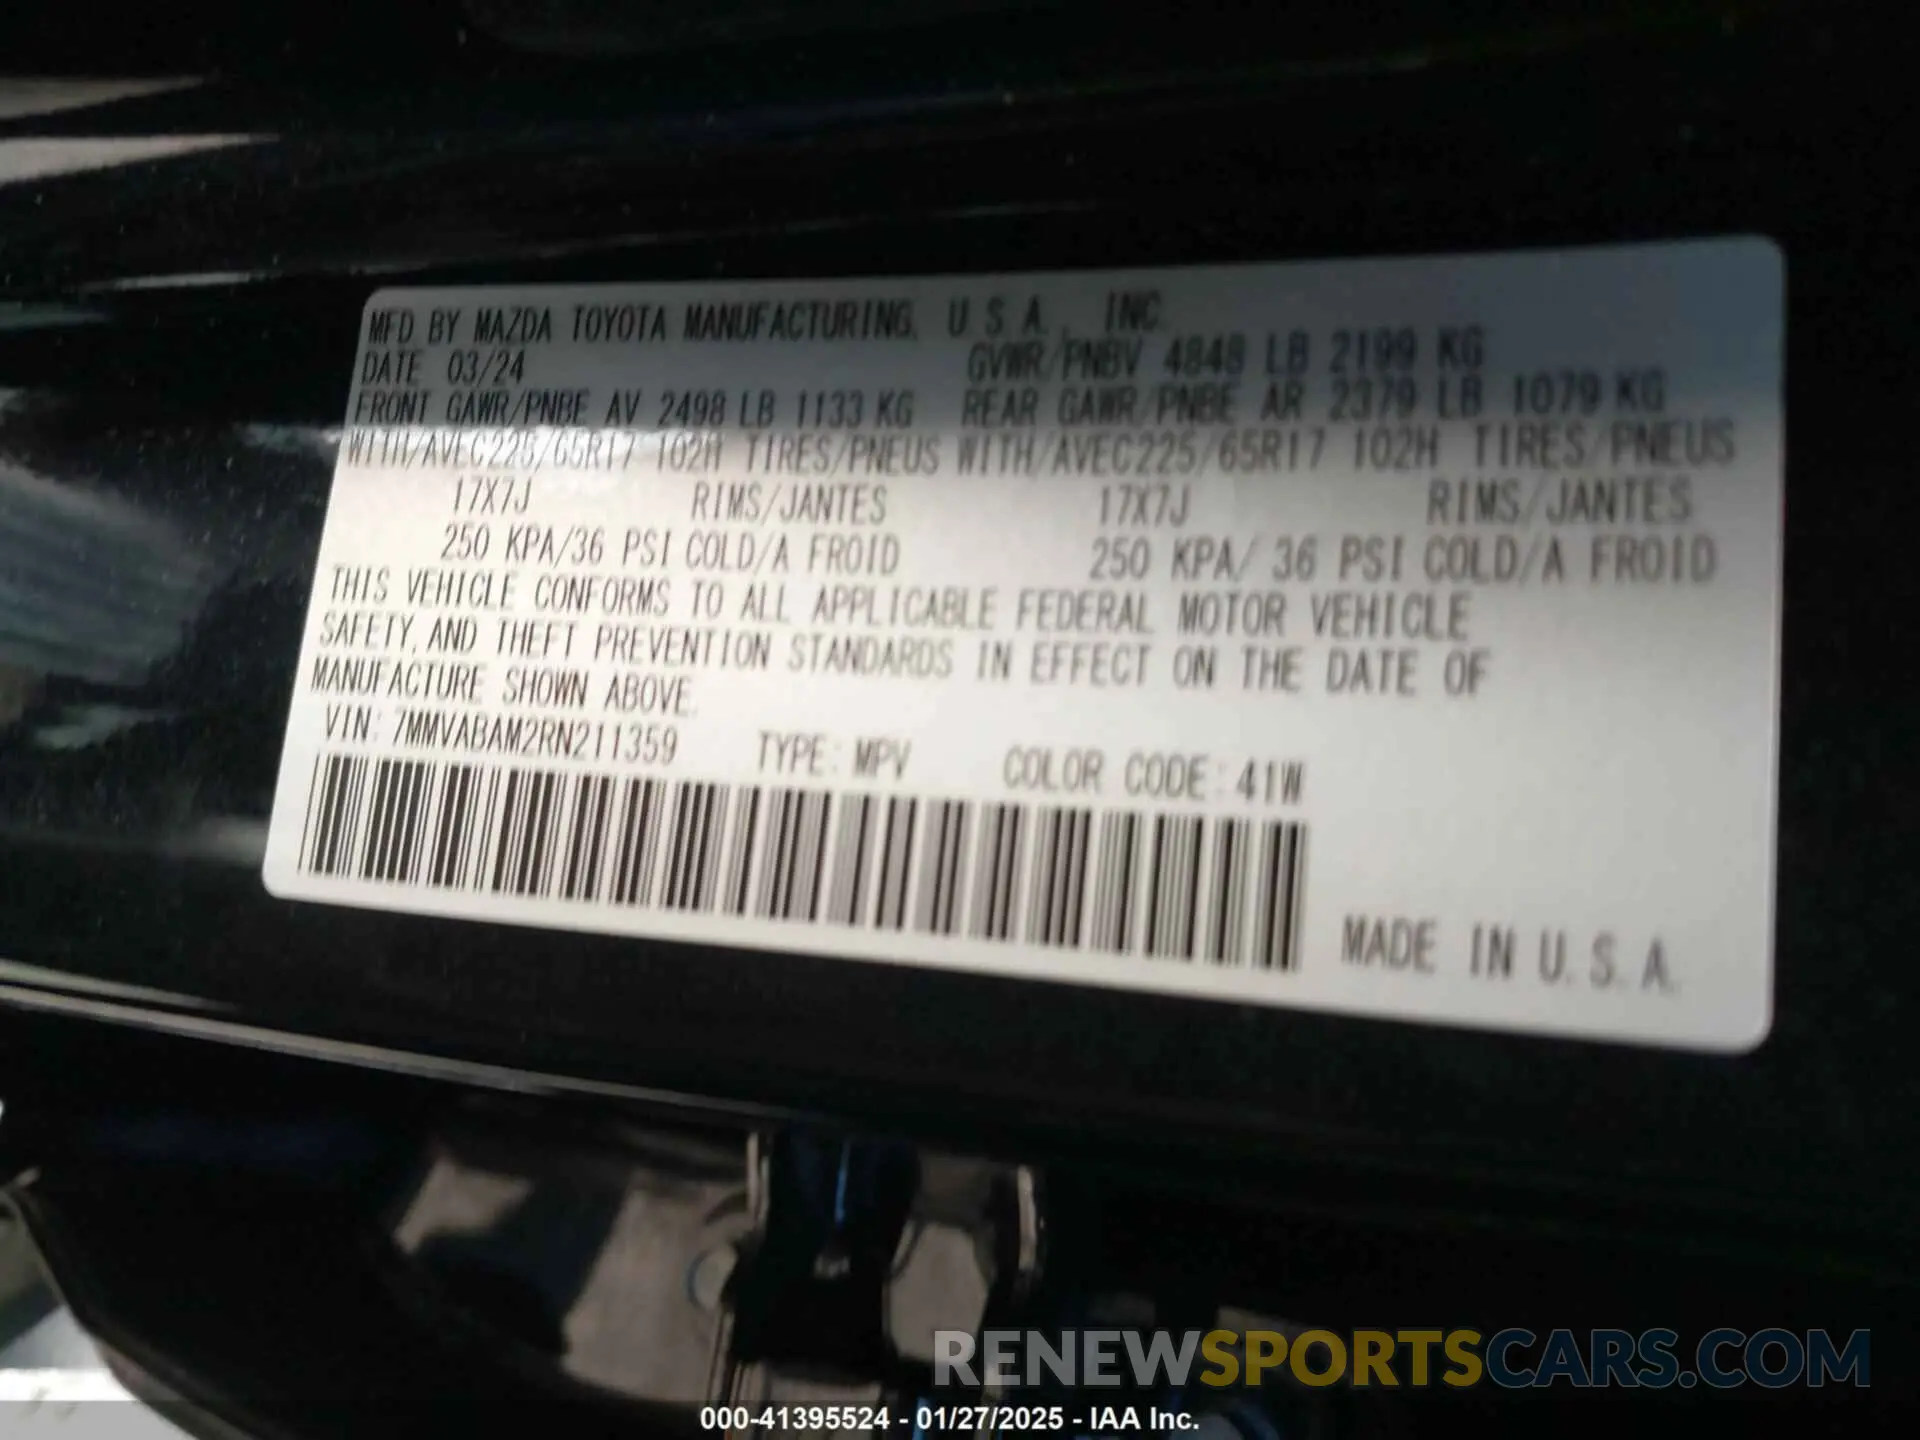 MFD BY MAZDA TOYOTA MANUFACTURING, U.S.A., INC.
DATE 03/24 GVWR/PNBV 4848 LB 2199 KG
FRONT GAWR/PNBE AV 2498 LB 1133 KG REAR GAWR/PNBE AR 2379 LB 1079 KG
WITH/AVEC225/65R17 102H TIRES/PNEUS WITH/AVEC225/65R17 102H TIRES/PNEUS
17X7J RIMS/JANTES 17X7J RIMS/JANTES
250 KPA/36 PSI COLD/A FROID 250 KPA/ 36 PSI COLD/A FROID
THIS VEHICLE CONFORMS TO ALL APPLICABLE FEDERAL MOTOR VEHICLE
SAFETY, AND THEFT PREVENTION STANDARDS IN EFFECT ON THE DATE OF
MANUFACTURE SHOWN ABOVE.
VIN: 7MMVABAM2RN211359 TYPE: MPV COLOR CODE: 41W
MADE IN U.S.A.
RENEWSPORTSCARS.COM
000-41395524 - 01/27/2025 - IAA Inc.